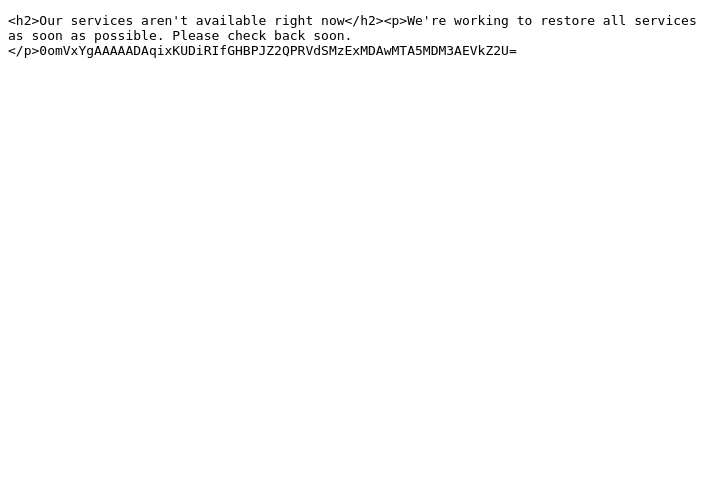 <h2>Our services aren't available right now</h2><p>We're working to restore all services
as soon as possible. Please check back soon.
</p>0omVxYgAAAAADAqixKUDiRIfGHBPJZ2QPRVdSMzExMDAwMTA5MDM3AEVkZ2U=